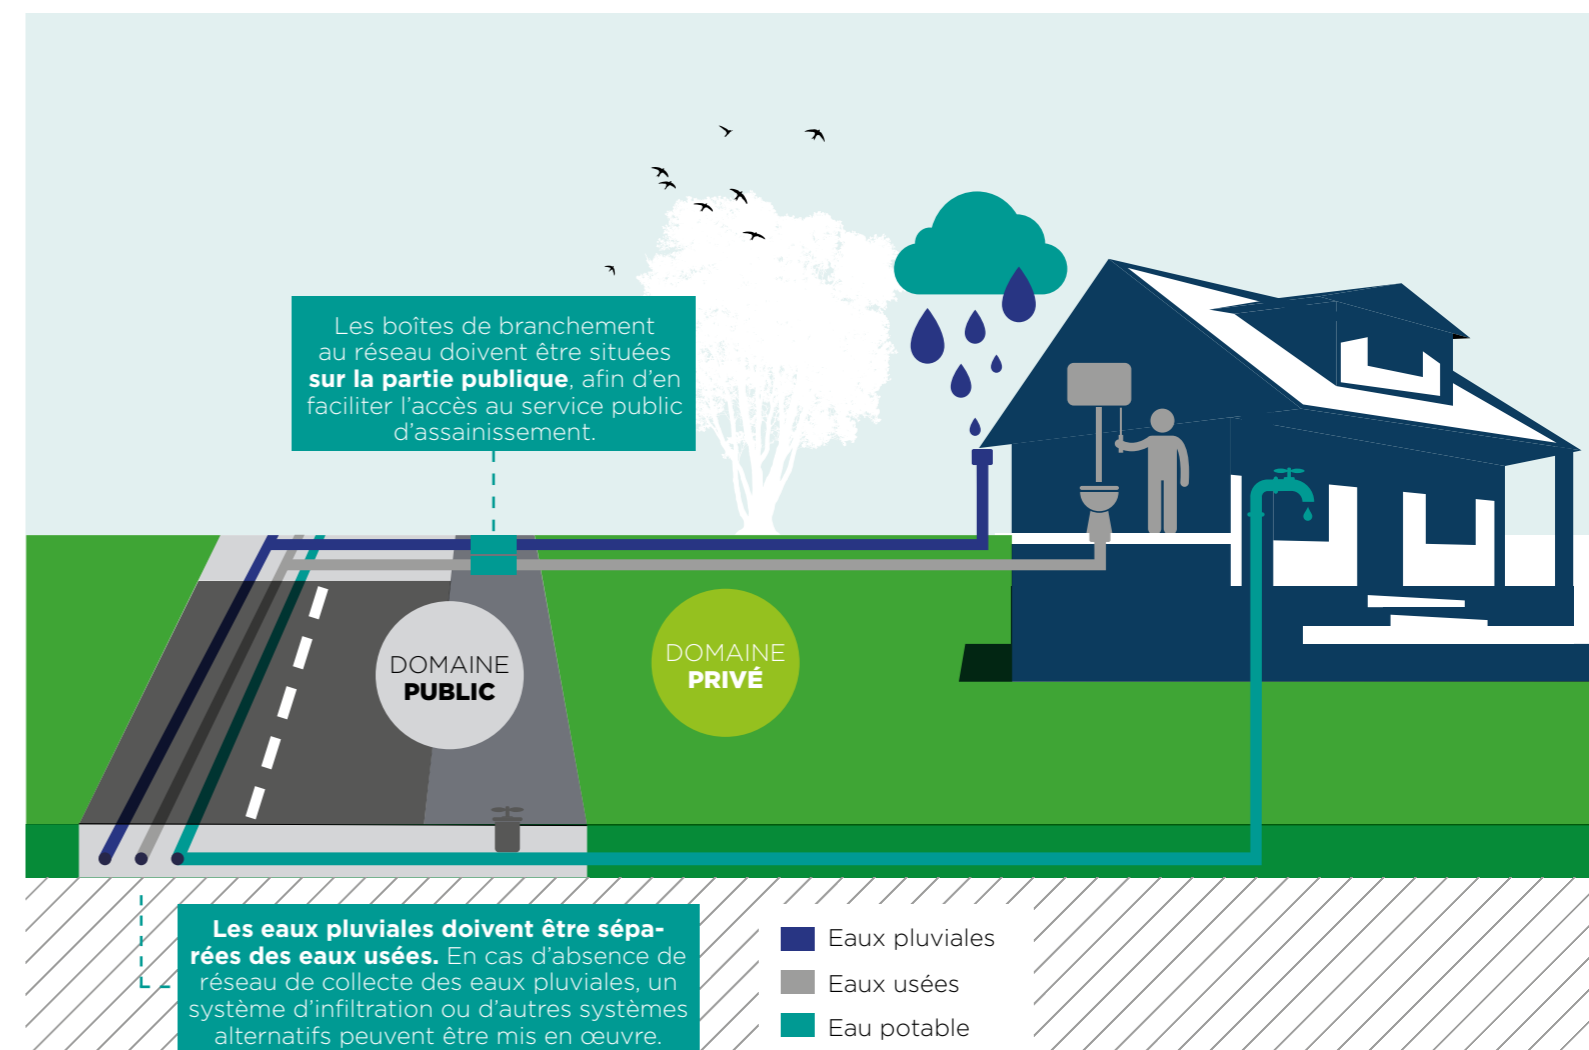 Les boîtes de branchement
au réseau doivent être situées
sur la partie publique, afin d’en
faciliter l’accès au service public
d’assainissement.
DOMAINE
PUBLIC
DOMAINE
PRIVÉ
Les eaux pluviales doivent être sépa-
rées des eaux usées. En cas d’absence de
réseau de collecte des eaux pluviales, un
système d’infiltration ou d’autres systèmes
alternatifs peuvent être mis en œuvre.
Eaux pluviales
Eaux usées
Eau potable